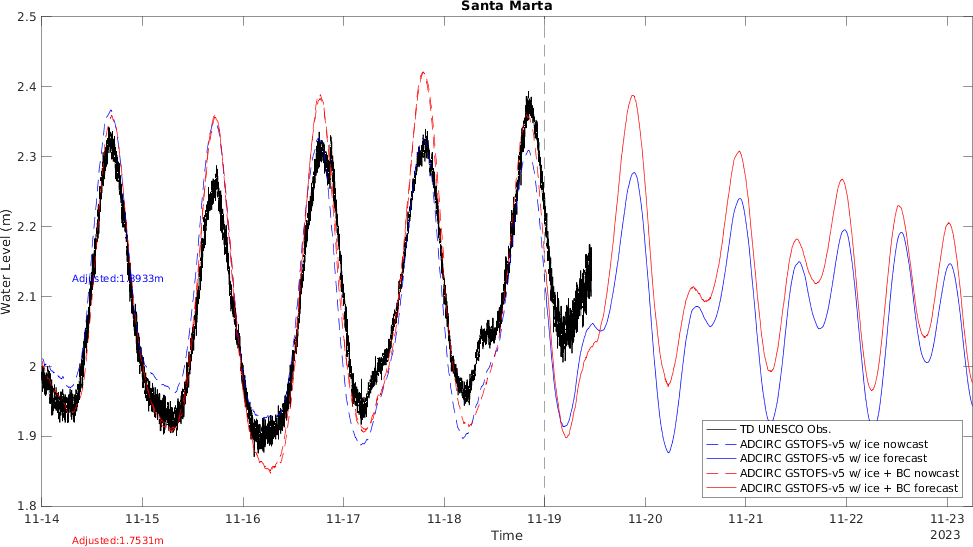 Santa Marta
2.5
2.4
2.3
2.2
2.1
2
1.9
1.8
Water Level (m)
Adjusted:1.8933m
Adjusted:1.7531m
TD UNESCO Obs.
ADCIRC GSTOFS-v5 w/ ice nowcast
ADCIRC GSTOFS-v5 w/ ice forecast
ADCIRC GSTOFS-v5 w/ ice + BC nowcast
ADCIRC GSTOFS-v5 w/ ice + BC forecast
11-14 11-15 11-16 11-17 11-18 11-19 11-20 11-21 11-22 11-23
Time
2023